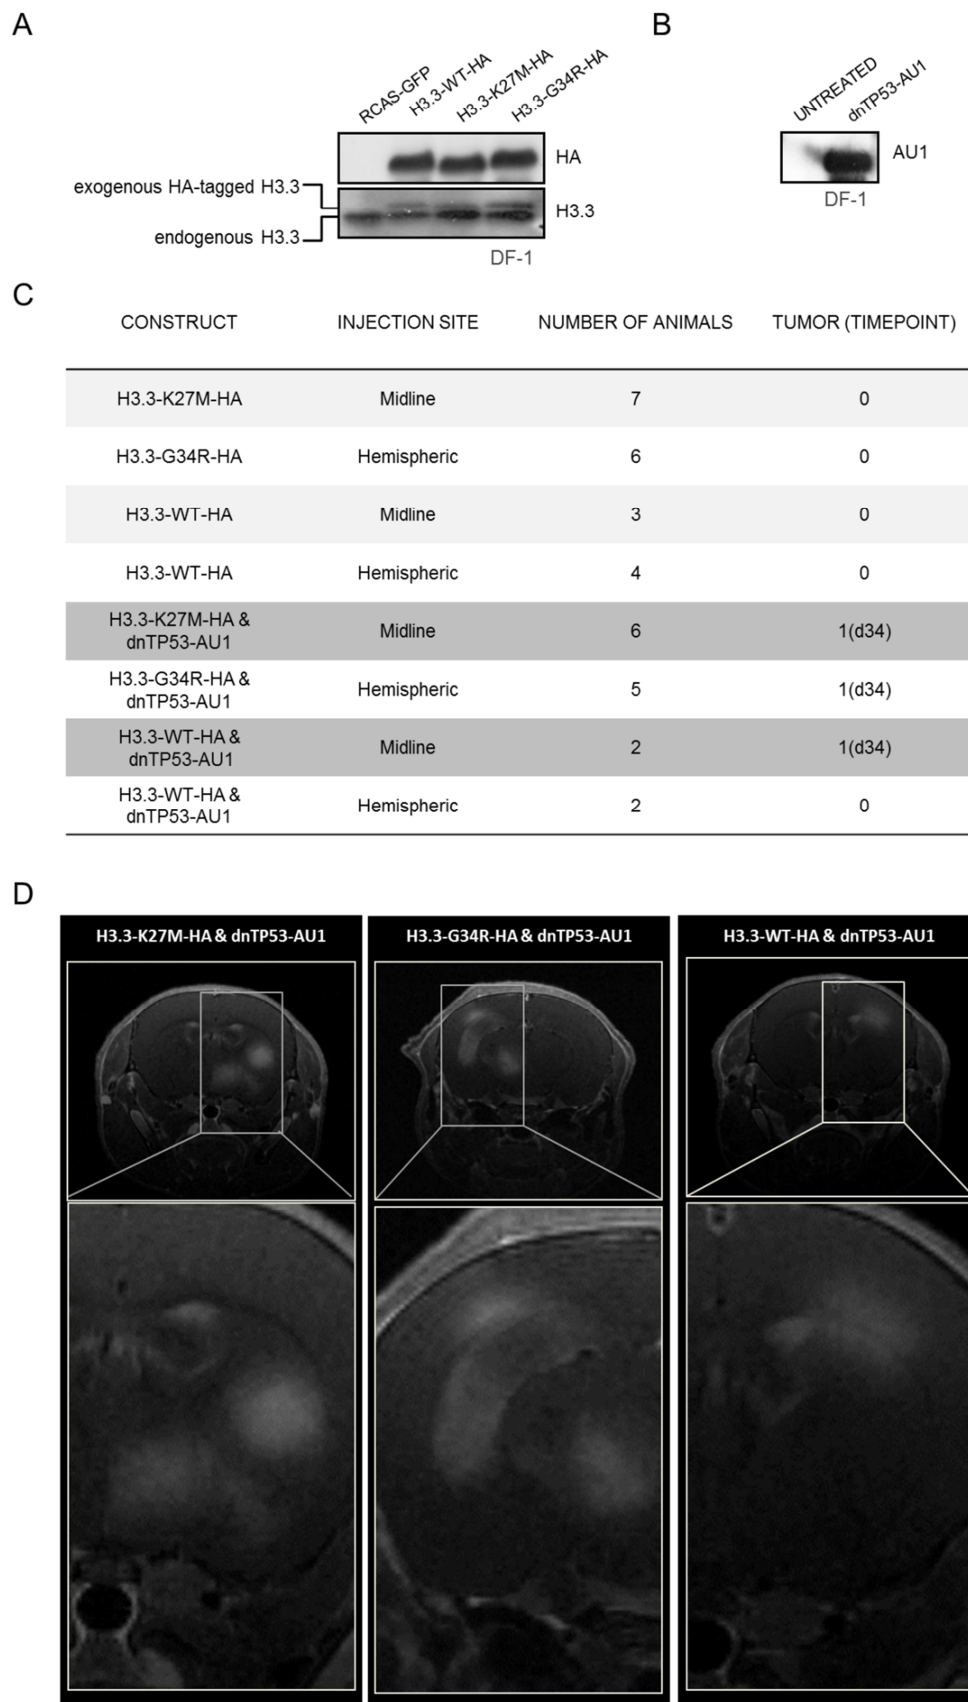 A
B
RCAS-GFP
H3.3-WT-HA
H3.3-K27M-HA
H3.3-G34R-HA
UNTREATED
dnTP53-AU1
HA
AU1
exogenous HA-tagged H3.3
H3.3
endogenous H3.3
DF-1
DF-1
C
CONSTRUCT INJECTION SITE NUMBER OF ANIMALS TUMOR (TIMEPOINT)
H3.3-K27M-HA Midline 7 0
H3.3-G34R-HA Hemispheric 6 0
H3.3-WT-HA Midline 3 0
H3.3-WT-HA Hemispheric 4 0
H3.3-K27M-HA &
dnTP53-AU1 Midline 6 1(d34)
H3.3-G34R-HA &
dnTP53-AU1 Hemispheric 5 1(d34)
H3.3-WT-HA &
dnTP53-AU1 Midline 2 1(d34)
H3.3-WT-HA &
dnTP53-AU1 Hemispheric 2 0
D
H3.3-K27M-HA & dnTP53-AU1
H3.3-G34R-HA & dnTP53-AU1
H3.3-WT-HA & dnTP53-AU1